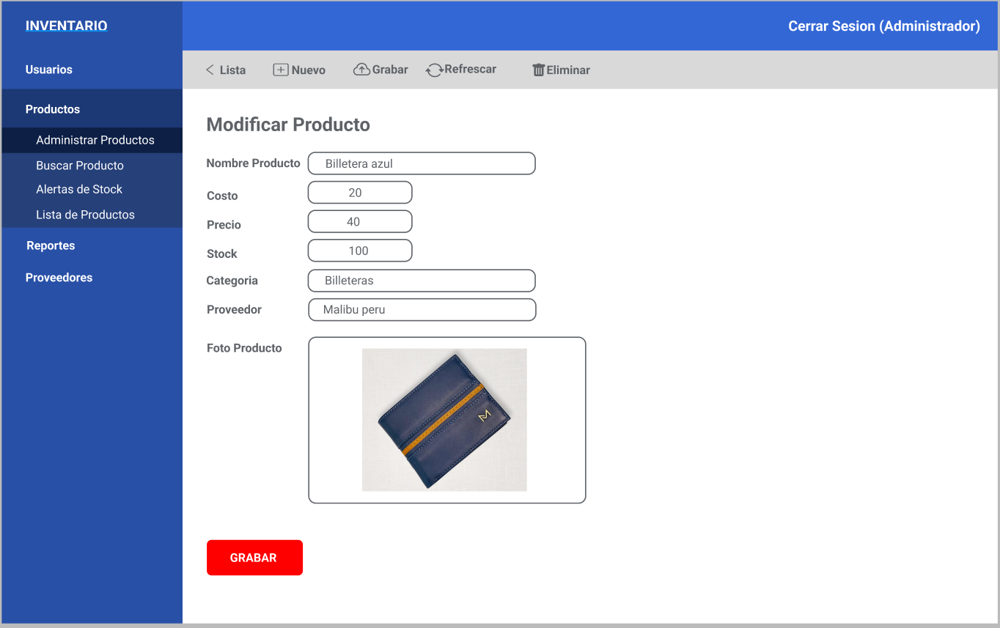 INVENTARIO
Cerrar Sesion (Administrador)
Usuarios
Productos
Administrar Productos
Buscar Producto
Alertas de Stock
Lista de Productos
Reportes
Proveedores
Lista Nuevo Grabar Refrescar Eliminar
Modificar Producto
Nombre Producto Billetera azul
Costo 20
Precio 40
Stock 100
Categoria Billeteras
Proveedor Malibu peru
Foto Producto
M
GRABAR